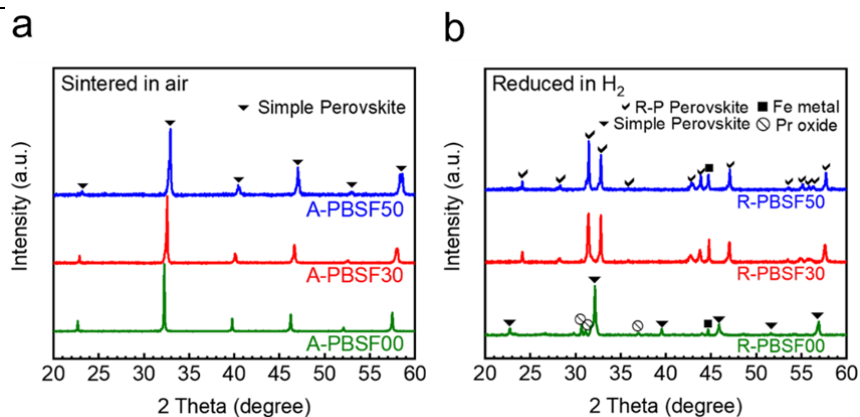 a
Sintered in air
Simple Perovskite
A-PBSF50
A-PBSF30
A-PBSF00
Intensity (a.u.)
20 25 30 35 40 45 50 55 60
2 Theta (degree)
b
Reduced in H2
R-P Perovskite Fe metal
Simple Perovskite Pr oxide
R-PBSF50
R-PBSF30
R-PBSF00
Intensity (a.u.)
20 25 30 35 40 45 50 55 60
2 Theta (degree)